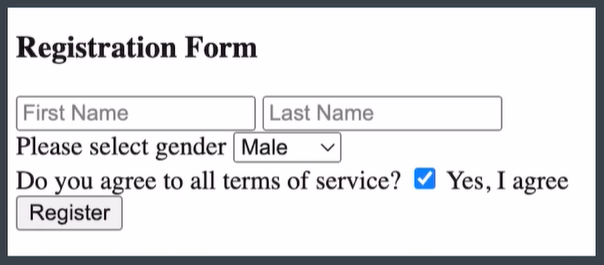 Registration Form
First Name Last Name
Please select gender Male
Do you agree to all terms of service? Yes, I agree
Register